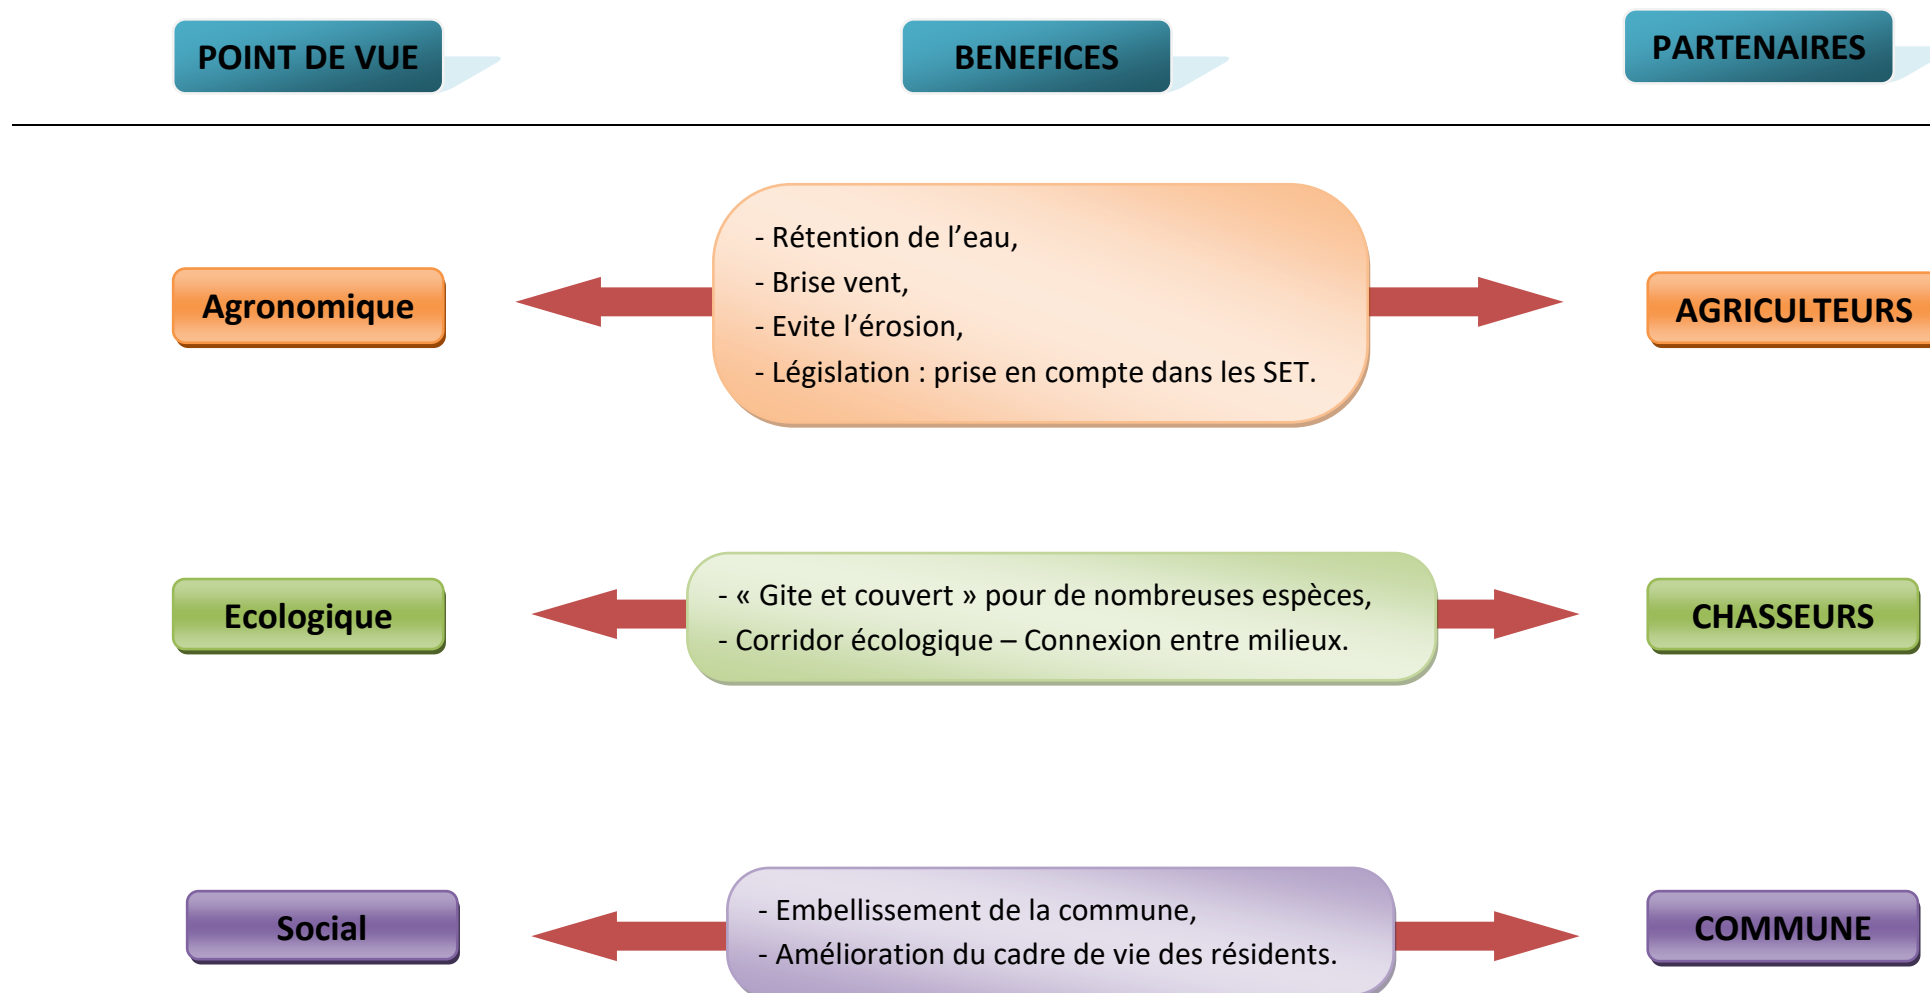 POINT DE VUE
BENEFICES
PARTENAIRES
Agronomique
- Rétention de l’eau,
- Brise vent,
- Evite l’érosion,
- Législation : prise en compte dans les SET.
AGRICULTEURS
Ecologique
- « Gite et couvert » pour de nombreuses espèces,
- Corridor écologique – Connexion entre milieux.
CHASSEURS
Social
- Embellissement de la commune,
- Amélioration du cadre de vie des résidents.
COMMUNE